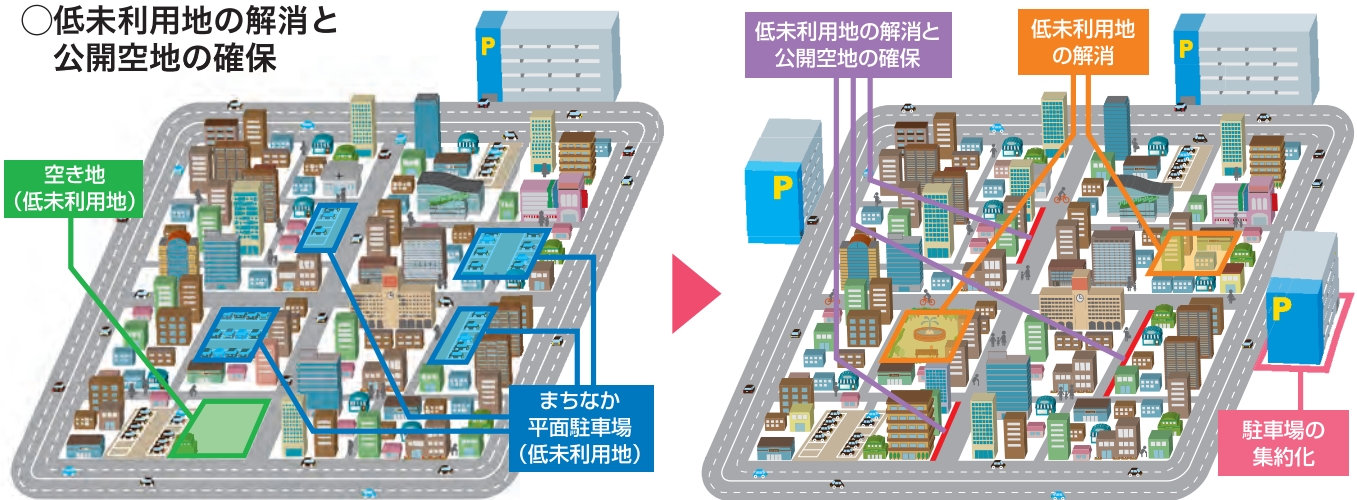 ○低未利用地の解消と
公開空地の確保
P
空き地
(低未利用地)
まちなか
平面駐車場
(低未利用地)
低未利用地の解消と
公開空地の確保
低未利用地
の解消
P
P
P
駐車場の
集約化